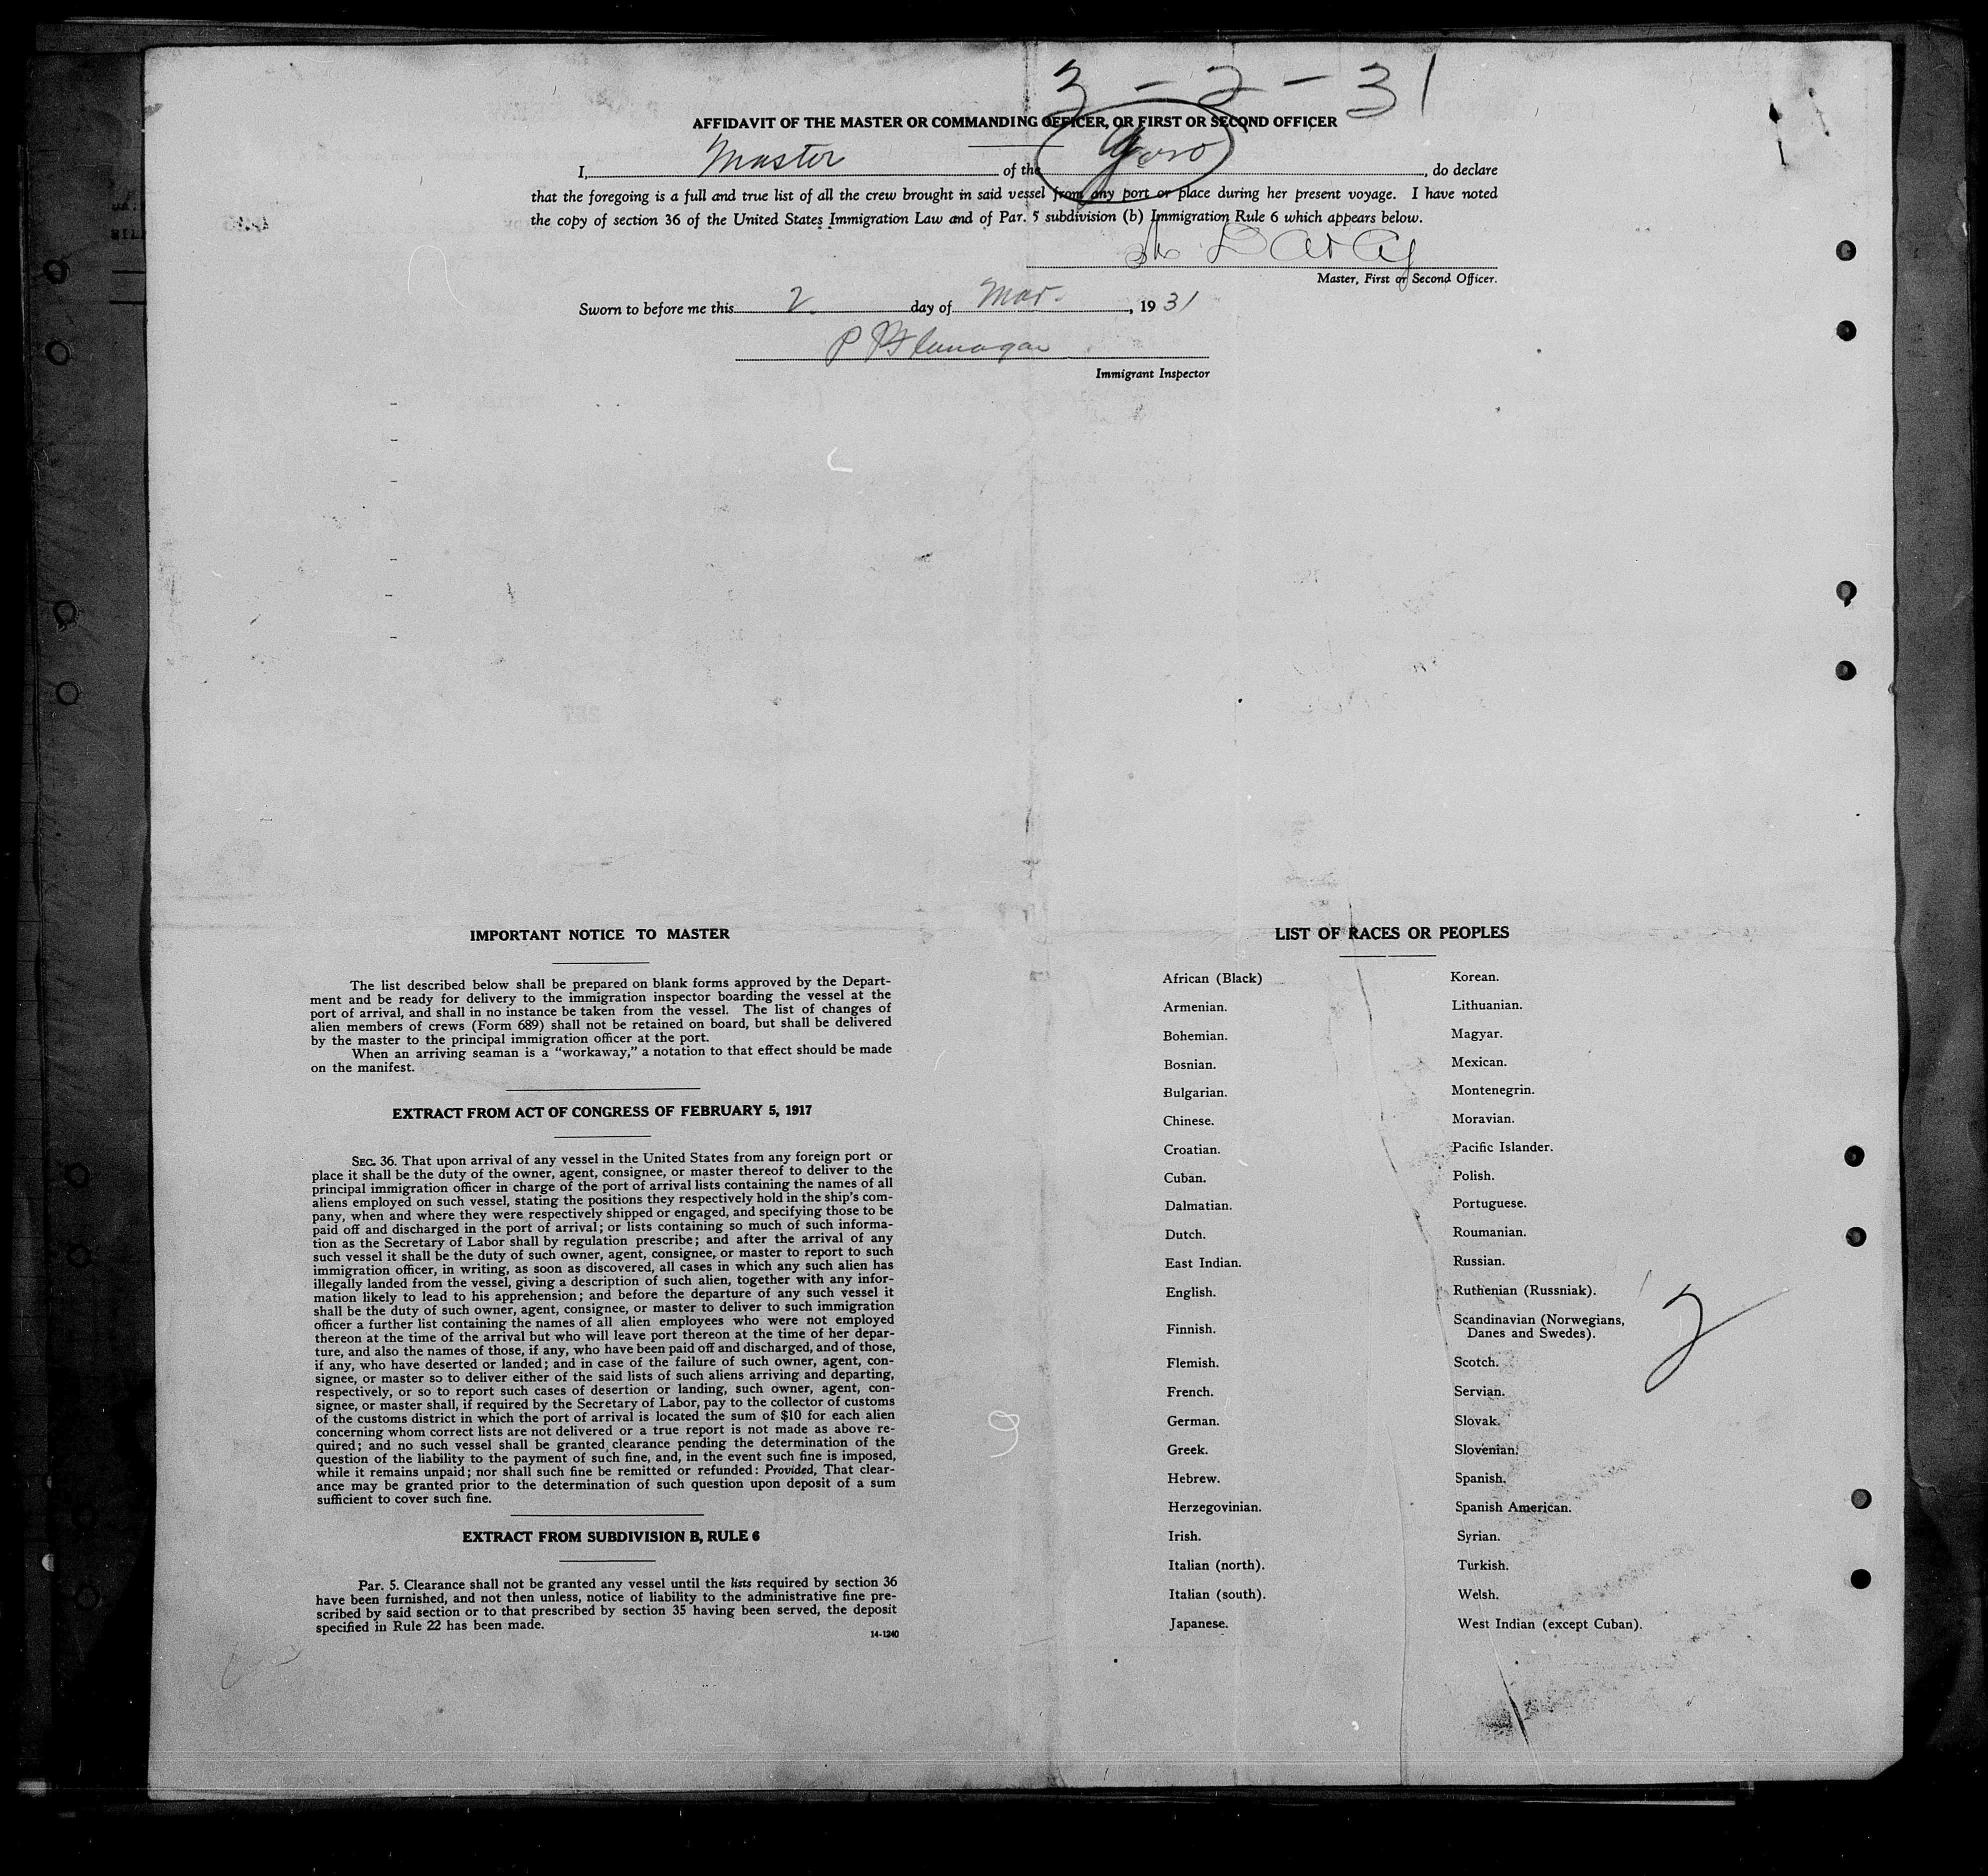 3 - 2 - 31
AFFIDAVIT OF THE MASTER OR COMMANDING OFFICER, OR FIRST OR SECOND OFFICER
I, Master of the , do declare
that the foregoing is a full and true list of all the crew brought in said vessel from any port or place during her present voyage. I have noted
the copy of section 36 of the United States Immigration Law and of Par. 5 subdivision (b) Immigration Rule 6 which appears below.
Master, First or Second Officer.
Sworn to before me this 2 day of Mar. , 19 31
Flanagan
Immigrant Inspector
IMPORTANT NOTICE TO MASTER
The list described below shall be prepared on blank forms approved by the Depart-
ment and be ready for delivery to the immigration inspector boarding the vessel at the
port of arrival, and shall in no instance be taken from the vessel. The list of changes of
alien members of crews (Form 689) shall not be retained on board, but shall be delivered
by the master to the principal immigration officer at the port.
When an arriving seaman is a “workaway,” a notation to that effect should be made
on the manifest.
EXTRACT FROM ACT OF CONGRESS OF FEBRUARY 5, 1917
SEC. 36. That upon arrival of any vessel in the United States from any foreign port or
place it shall be the duty of the owner, agent, consignee, or master thereof to deliver to the
principal immigration officer in charge of the port of arrival lists containing the names of all
aliens employed on such vessel, stating the positions they respectively hold in the ship's com-
pany, when and where they were respectively shipped or engaged, and specifying those to be
paid off and discharged in the port of arrival; or lists containing so much of such informa-
tion as the Secretary of Labor shall by regulation prescribe; and after the arrival of any
such vessel it shall be the duty of such owner, agent, consignee, or master to report to such
immigration officer, in writing, as soon as discovered, all cases in which any such alien has
illegally landed from the vessel, giving a description of such alien, together with any infor-
mation likely to lead to his apprehension; and before the departure of any such vessel it
shall be the duty of such owner, agent, consignee, or master to deliver to such immigration
officer a further list containing the names of all alien employees who were not employed
thereon at the time of the arrival but who will leave port thereon at the time of her depar-
ture, and also the names of those, if any, who have been paid off and discharged, and of those,
if any, who have deserted or landed; and in case of the failure of such owner, agent, con-
signee, or master so to deliver either of the said lists of such aliens arriving and departing,
respectively, or so to report such cases of desertion or landing, such owner, agent, con-
signee, or master shall, if required by the Secretary of Labor, pay to the collector of customs
of the customs district in which the port of arrival is located the sum of $10 for each alien
concerning whom correct lists are not delivered or a true report is not made as above re-
quired; and no such vessel shall be granted clearance pending the determination of the
question of the liability to the payment of such fine, and, in the event such fine is imposed,
while it remains unpaid; nor shall such fine be remitted or refunded: Provided, That clear-
ance may be granted prior to the determination of such question upon deposit of a sum
sufficient to cover such fine.
EXTRACT FROM SUBDIVISION B, RULE 6
Par. 5. Clearance shall not be granted any vessel until the lists required by section 36
have been furnished, and not then unless, notice of liability to the administrative fine pre-
scribed by said section or to that prescribed by section 35 having been served, the deposit
specified in Rule 22 has been made.
14-1240
LIST OF RACES OR PEOPLES
African (Black)
Armenian.
Bohemian.
Bosnian.
Bulgarian.
Chinese.
Croatian.
Cuban.
Dalmatian.
Dutch.
East Indian.
English.
Finnish.
Flemish.
French.
German.
Greek.
Hebrew.
Herzegovinian.
Irish.
Italian (north).
Italian (south).
Japanese.
Korean.
Lithuanian.
Magyar.
Mexican.
Montenegrin.
Moravian.
Pacific Islander.
Polish.
Portuguese.
Roumanian.
Russian.
Ruthenian (Russniak).
Scandinavian (Norwegians,
Danes and Swedes).
Scotch.
Servian.
Slovak.
Slovenian.
Spanish.
Spanish American.
Syrian.
Turkish.
Welsh.
West Indian (except Cuban).
2